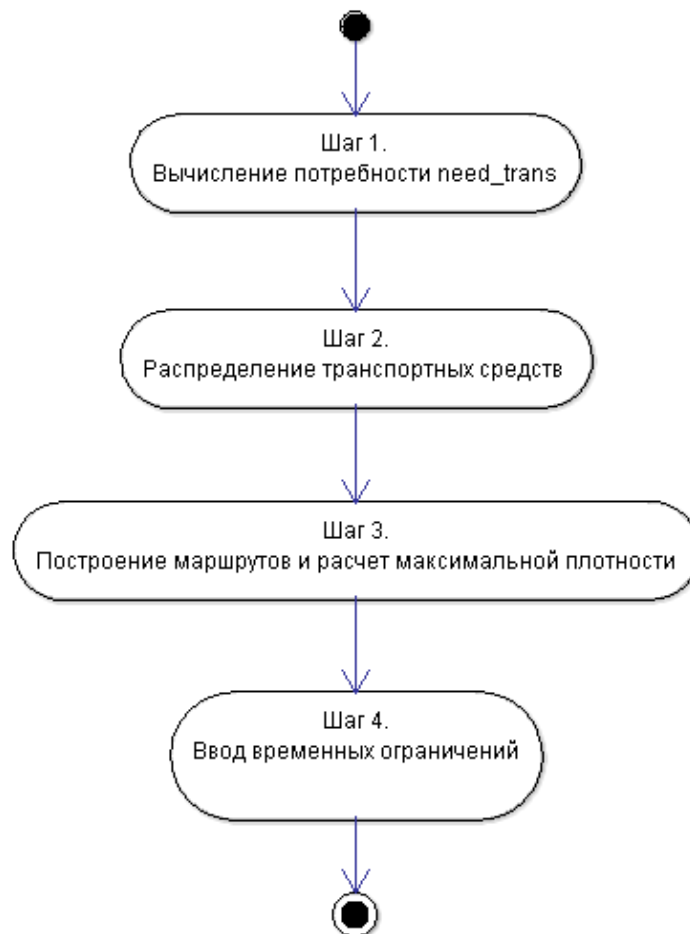 Шаг 1.
Вычисление потребности need_trans
Шаг 2.
Распределение транспортных средств
Шаг 3.
Построение маршрутов и расчет максимальной плотности
Шаг 4.
Ввод временных ограничений